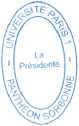 UNIVERSITE PARIS 1
La
Présidente
PANTHEON SORBONNE